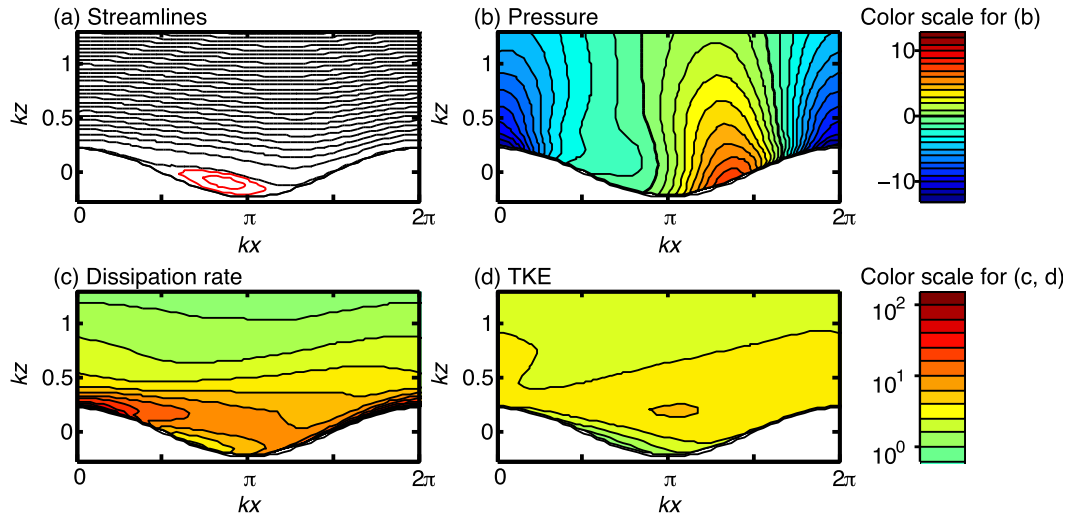 (a) Streamlines
(b) Pressure
Color scale for (b)
kz
1
0.5
0
0
π
2π
kx
kz
1
0.5
0
0
π
2π
kx
10
0
−10
(c) Dissipation rate
(d) TKE
Color scale for (c, d)
kz
1
0.5
0
0
π
2π
kx
kz
1
0.5
0
0
π
2π
kx
10²
10¹
10⁰